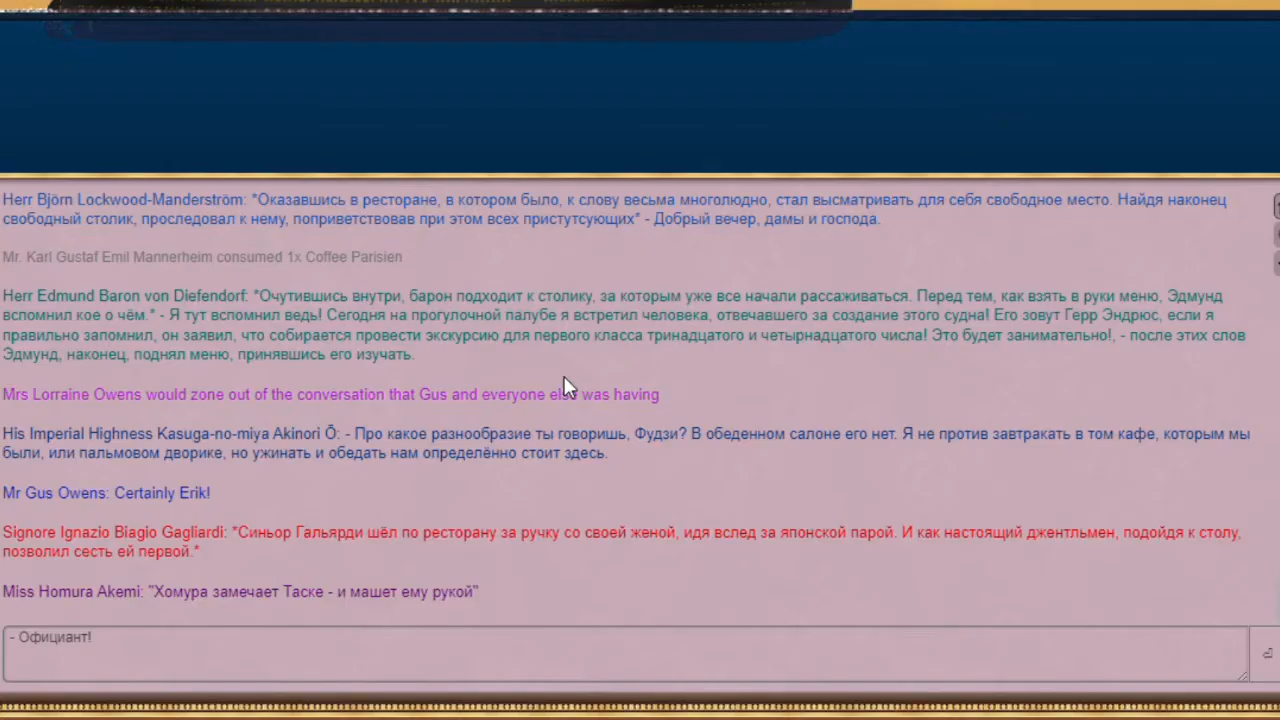 Herr Björn Lockwood-Manderström: *Оказавшись в ресторане, в котором было, к слову весьма многолюдно, стал высматривать для себя свободное место. Найдя наконец
свободный столик, проследовал к нему, поприветствовав при этом всех пристутсующих* - Добрый вечер, дамы и господа.
Mr. Karl Gustaf Emil Mannerheim consumed 1x Coffee Parisien
Herr Edmund Baron von Diefendorf: *Очутившись внутри, барон подходит к столику, за которым уже все начали рассаживаться. Перед тем, как взять в руки меню, Эдмунд
вспомнил кое о чём.* - Я тут вспомнил ведь! Сегодня на прогулочной палубе я встретил человека, отвечавшего за создание этого судна! Его зовут Герр Эндрюс, если я
правильно запомнил, он заявил, что собирается провести экскурсию для первого класса тринадцатого и четырнадцатого числа! Это будет занимательно!, - после этих слов
Эдмунд, наконец, поднял меню, принявшись его изучать.
Mrs Lorraine Owens would zone out of the conversation that Gus and everyone else was having
His Imperial Highness Kasuga-no-miya Akinori Ō: - Про какое разнообразие ты говоришь, Фудзи? В обеденном салоне его нет. Я не против завтракать в том кафе, которым мы
были, или пальмовом дворике, но ужинать и обедать нам определённо стоит здесь.
Mr Gus Owens: Certainly Erik!
Signore Ignazio Biagio Gagliardi: *Синьор Гальярди шёл по ресторану за ручку со своей женой, идя вслед за японской парой. И как настоящий джентльмен, подойдя к столу,
позволил сесть ей первой.*
Miss Homura Akemi: "Хомура замечает Таске - и машет ему рукой"
- Официант!